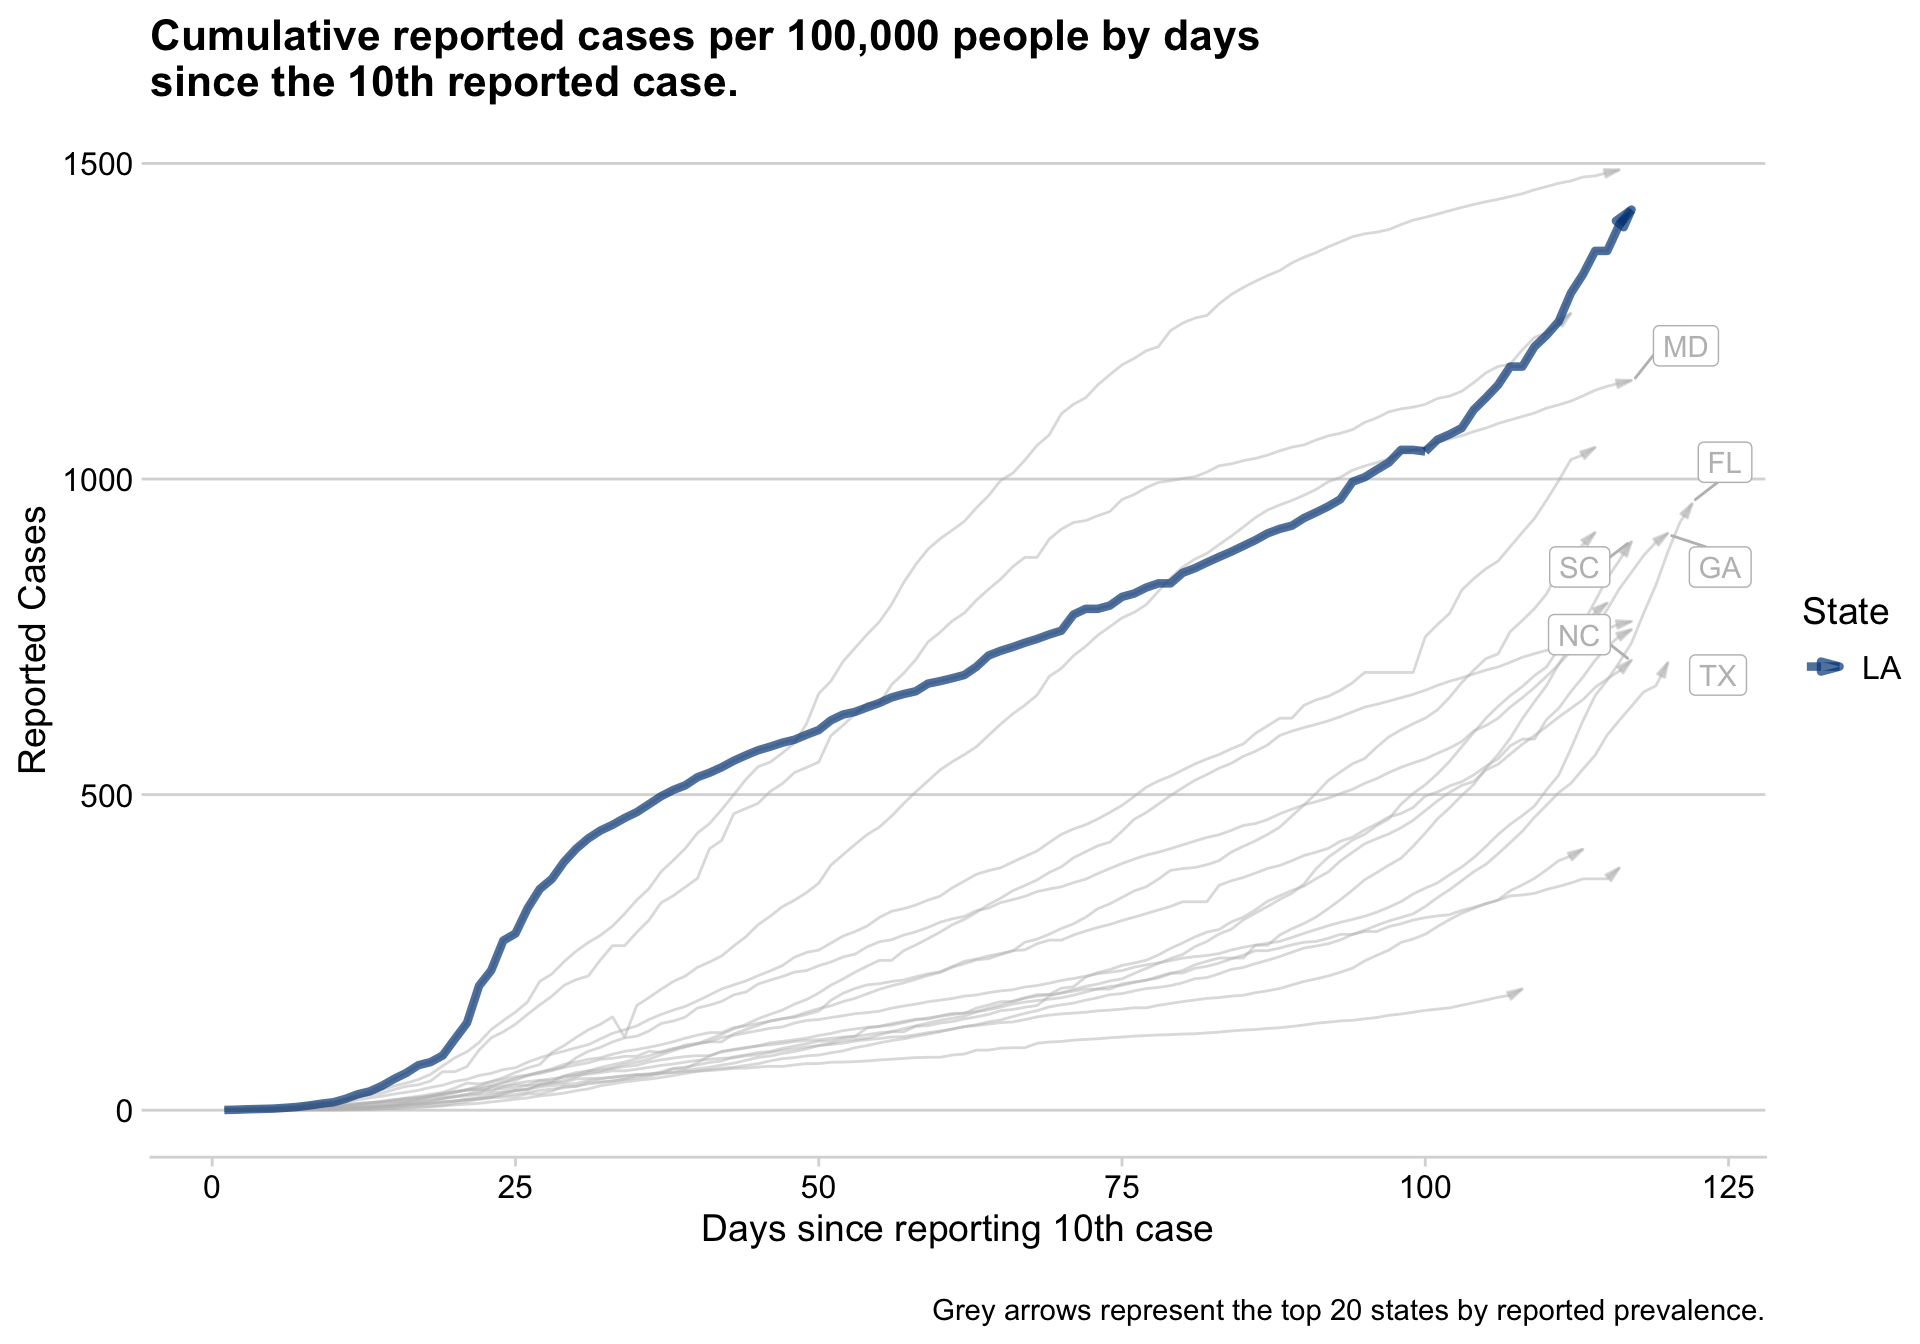 Cumulative reported cases per 100,000 people by days
since the 10th reported case.
1500
1000
500
0
Reported Cases
MD
FL
SC
GA
NC
TX
State
LA
0 25 50 75 100 125
Days since reporting 10th case
Grey arrows represent the top 20 states by reported prevalence.